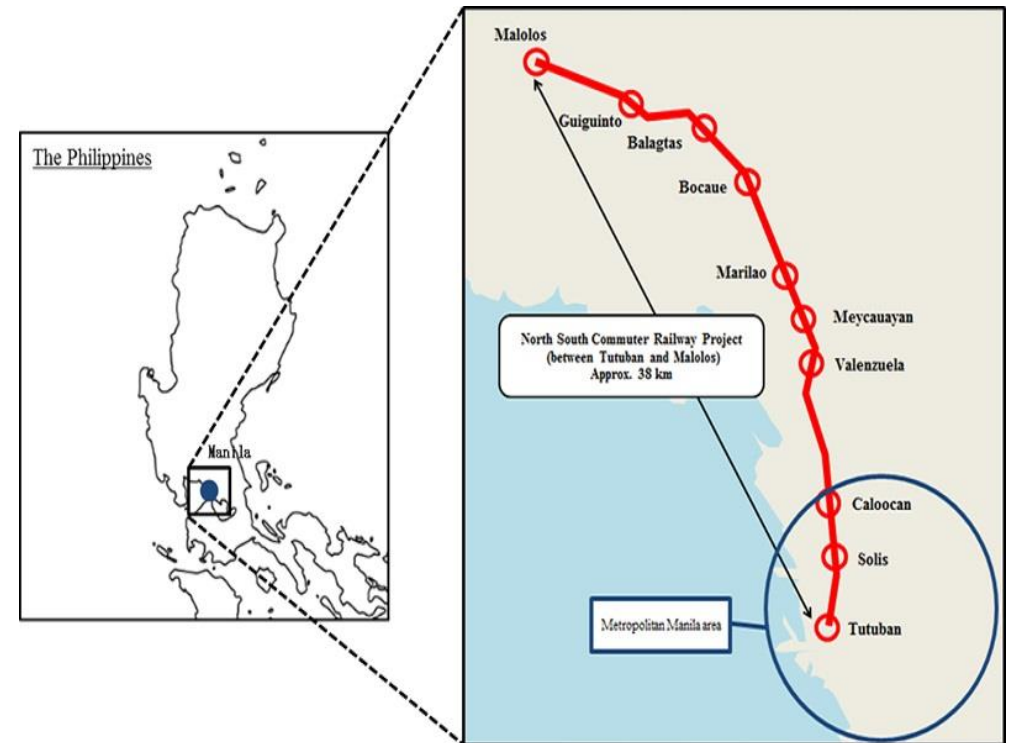 The Philippines
Manila
Malolos
Guiguinto
Balagtas
Bocaue
Marilao
Meycauayan
Valenzuela
North South Commuter Railway Project
(between Tutuban and Malolos)
Approx. 38 km
Caloocan
Solis
Metropolitan Manila area
Tutuban